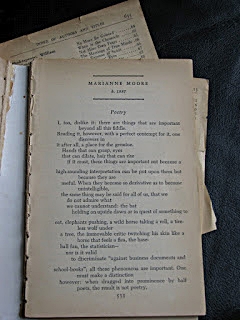 INDEX OF AUTHORS AND TITLES
MARIANNE MOORE
B. 1887
Poetry
I, too, dislike it: there are things that are important
beyond all this fiddle.
Reading it, however, with a perfect contempt for it, one
discovers in
it after all, a place for the genuine.
Hands that can grasp, eyes
that can dilate, hair that can rise
if it must, these things are important not because a
high-sounding interpretation can be put upon them but
because they are
useful. When they become so derivative as to become
unintelligible,
the same thing may be said for all of us, that we
do not admire what
we cannot understand: the bat
holding on upside down or in quest of something to
eat, elephants pushing, a wild horse taking a roll, a tire-
less wolf under
a tree, the immovable critic twitching his skin like a
horse that feels a flea, the base-
ball fan, the statistician—
nor is it valid
to discriminate "against business documents and
school-books"; all these phenomena are important. One
must make a distinction
however: when dragged into prominence by half
poets, the result is not poetry,